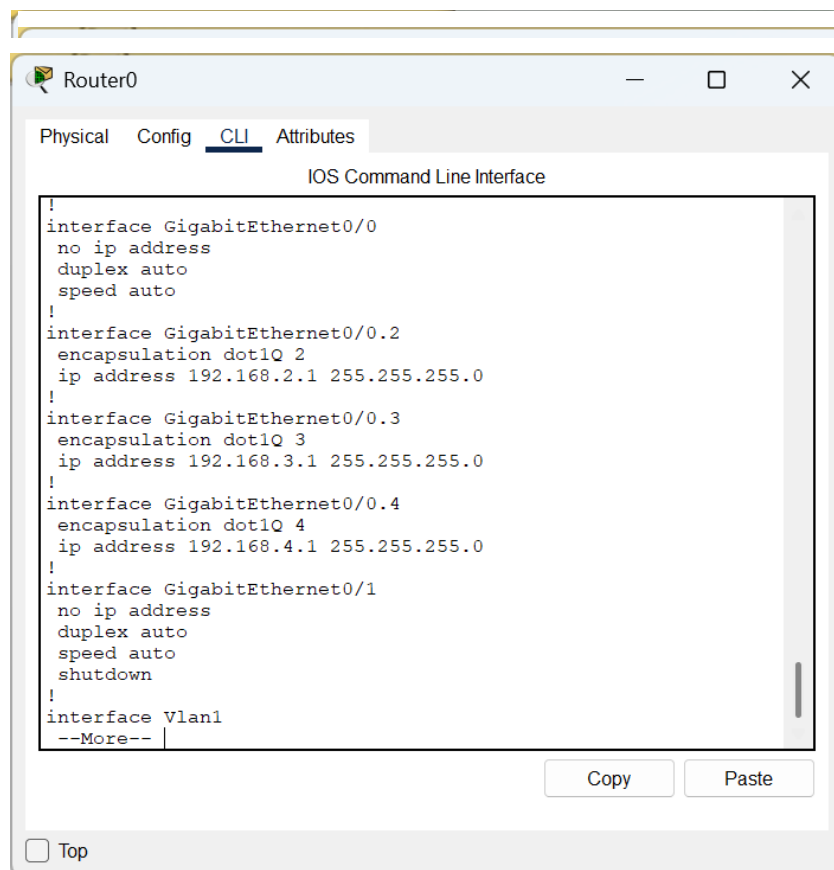 Router0
Physical Config CLI Attributes
IOS Command Line Interface
!
interface GigabitEthernet0/0
no ip address
duplex auto
speed auto
!
interface GigabitEthernet0/0.2
encapsulation dot1Q 2
ip address 192.168.2.1 255.255.255.0
!
interface GigabitEthernet0/0.3
encapsulation dot1Q 3
ip address 192.168.3.1 255.255.255.0
!
interface GigabitEthernet0/0.4
encapsulation dot1Q 4
ip address 192.168.4.1 255.255.255.0
!
interface GigabitEthernet0/1
no ip address
duplex auto
speed auto
shutdown
!
interface Vlan1
--More--
Copy Paste
Top